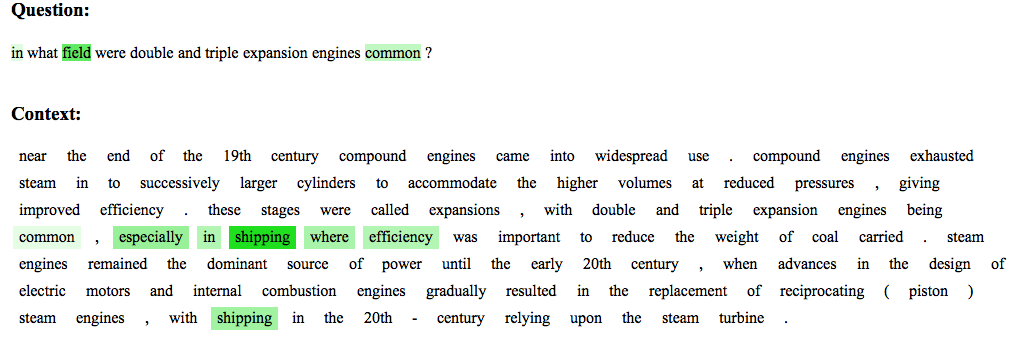 Question:
in what field were double and triple expansion engines common ?
Context:
near the end of the 19th century compound engines came into widespread use . compound engines exhausted
steam in to successively larger cylinders to accommodate the higher volumes at reduced pressures , giving
improved efficiency . these stages were called expansions , with double and triple expansion engines being
common , especially in shipping where efficiency was important to reduce the weight of coal carried . steam
engines remained the dominant source of power until the early 20th century , when advances in the design of
electric motors and internal combustion engines gradually resulted in the replacement of reciprocating ( piston )
steam engines , with shipping in the 20th - century relying upon the steam turbine .